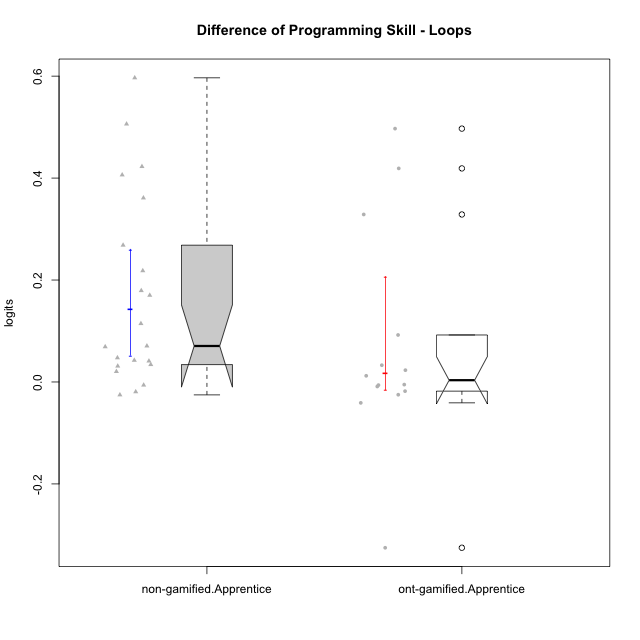 Difference of Programming Skill - Loops
logits
0.6
0.4
0.2
0.0
-0.2
non-gamified.Apprentice
ont-gamified.Apprentice